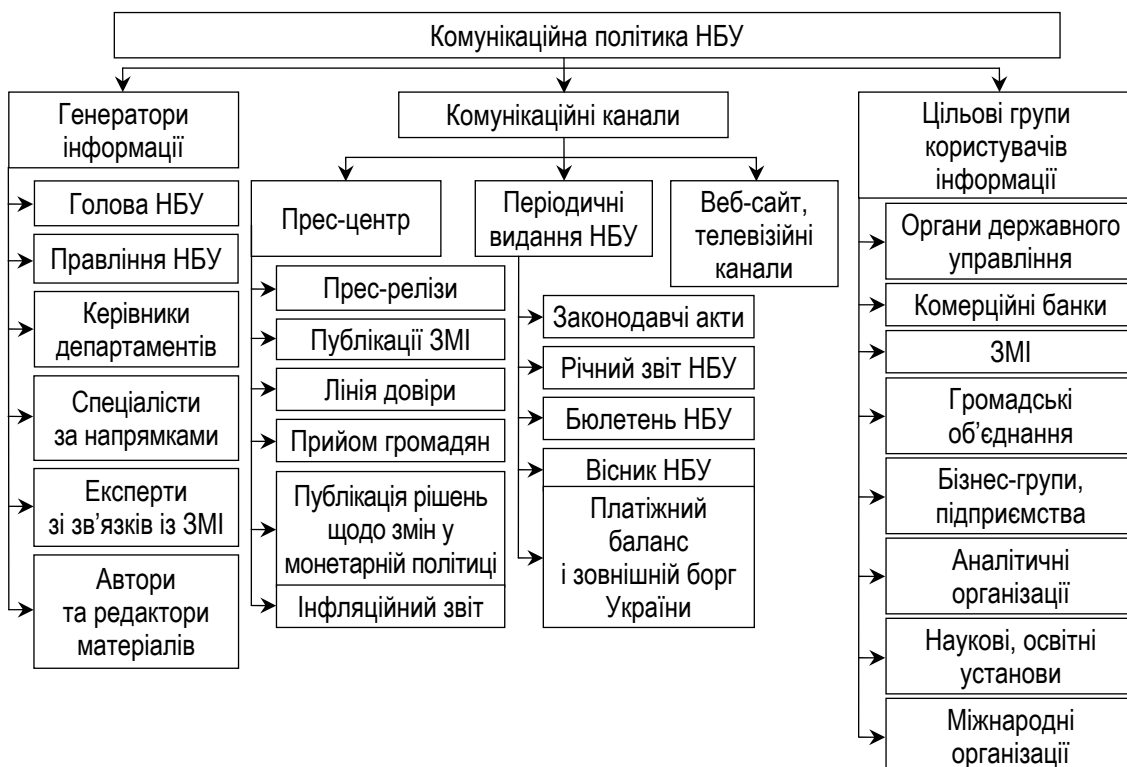 Комунікаційна політика НБУ
Генератори
інформації
Голова НБУ
Правління НБУ
Керівники
департаментів
Спеціалісти
за напрямками
Експерти
зі зв’язків із ЗМІ
Автори
та редактори
матеріалів
Комунікаційні канали
Прес-центр
Прес-релізи
Публікації ЗМІ
Лінія довіри
Прийом громадян
Публікація рішень
щодо змін у
монетарній політиці
Інфляційний звіт
Періодичні
видання НБУ
Законодавчі акти
Річний звіт НБУ
Бюлетень НБУ
Вісник НБУ
Платіжний
баланс
і зовнішній борг
України
Веб-сайт,
телевізійні
канали
Цільові групи
користувачів
інформації
Органи державного
управління
Комерційні банки
ЗМІ
Громадські
об’єднання
Бізнес-групи,
підприємства
Аналітичні
організації
Наукові, освітні
установи
Міжнародні
організації